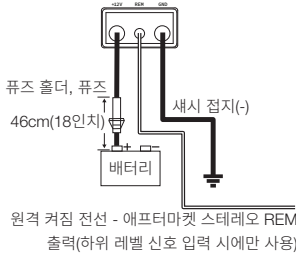 +12V REM GND
퓨즈 홀더, 퓨즈
46cm(18인치)
섀시 접지(-)
+ -
배터리
원격 켜짐 전선 - 애프터마켓 스테레오 REM
출력(하위 레벨 신호 입력 시에만 사용)